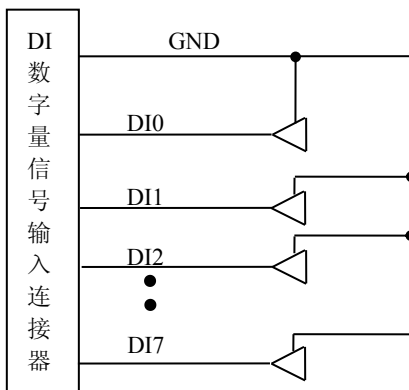 DI
数
字
量
信
号
输
入
连
接
器
GND
DI0
DI1
DI2
DI7